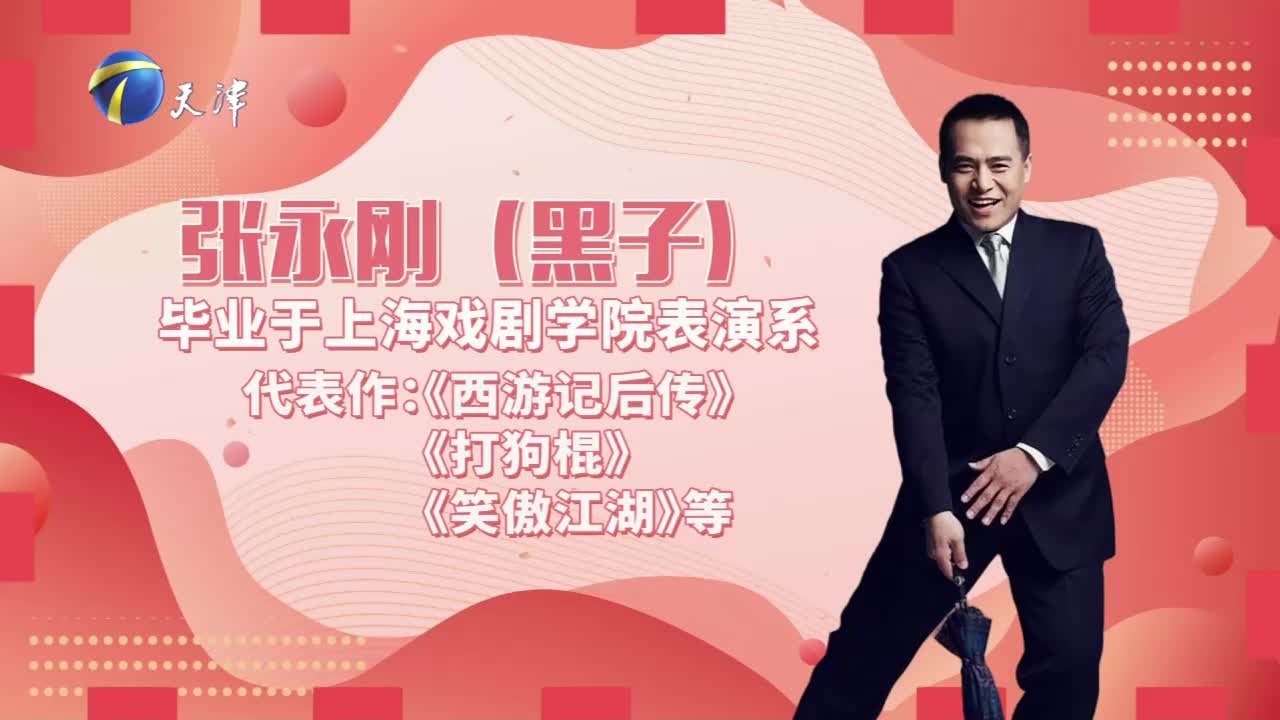 天津
张永刚（黑子）
毕业于上海戏剧学院表演系
代表作：《西游记后传》
《打狗棍》
《笑傲江湖》等